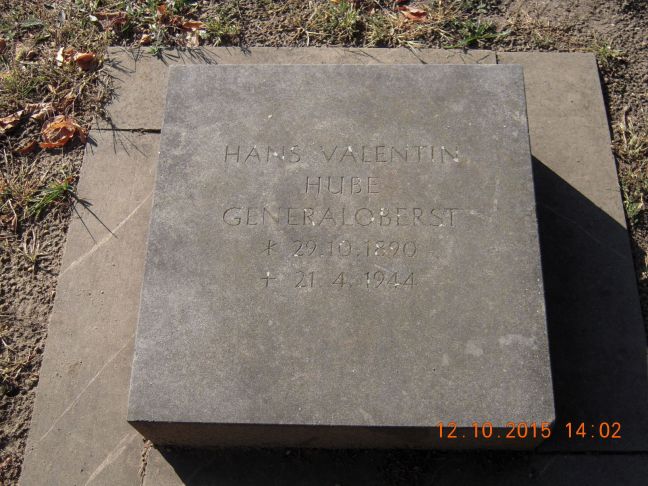 HANS VALENTIN
HUBE
GENERALOBERST
* 29.10.1890
+ 21.4.1944
12.10.2015 14:02